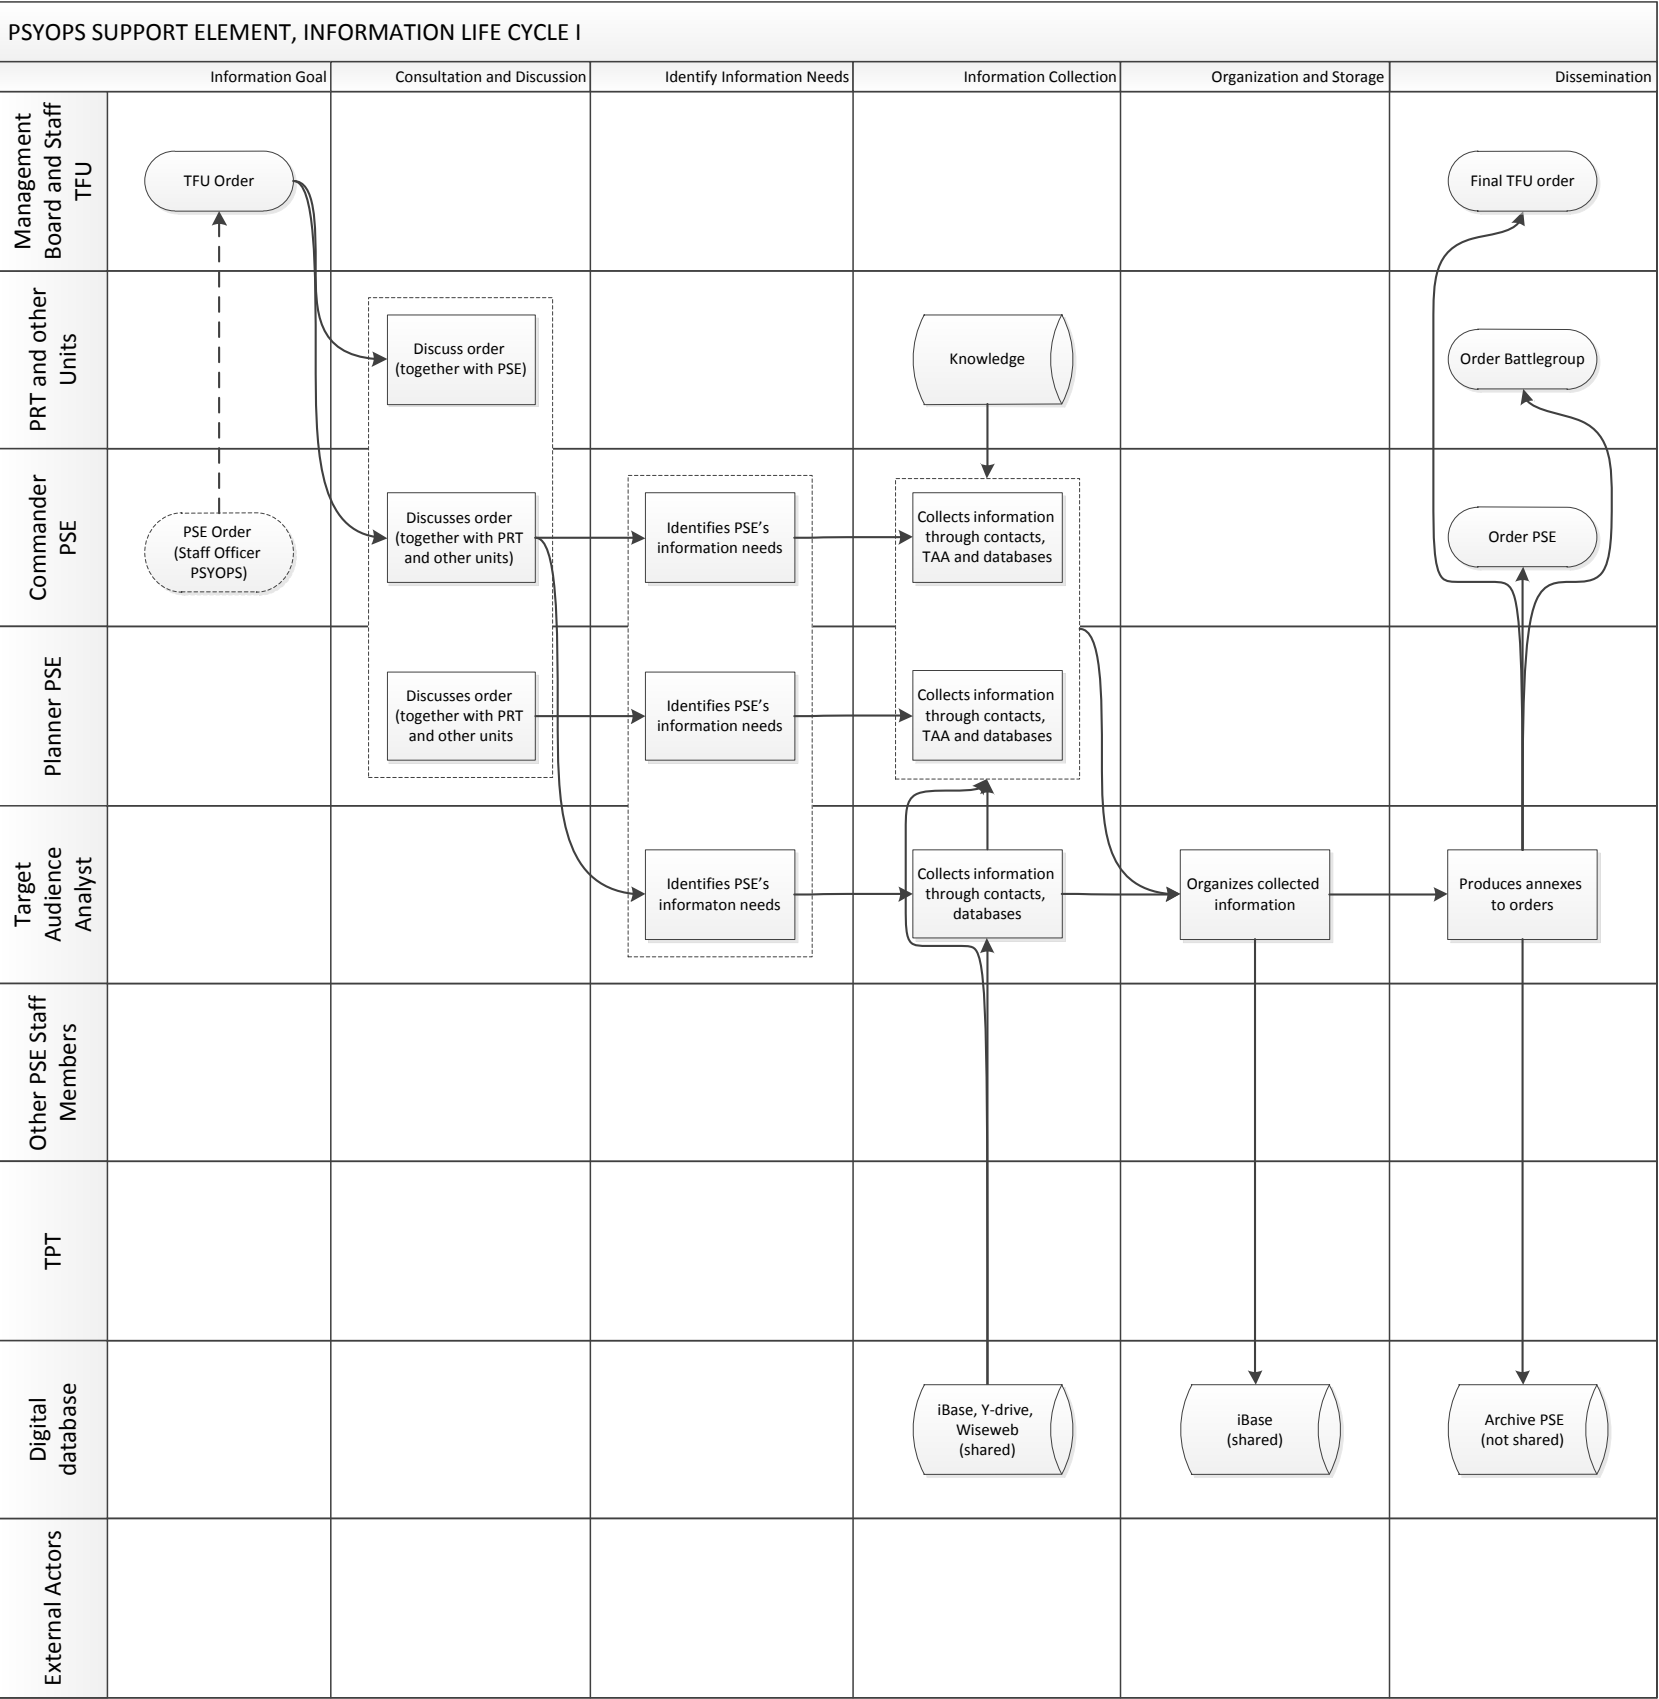 PSYOPS SUPPORT ELEMENT, INFORMATION LIFE CYCLE I
Information Goal
Consultation and Discussion
Identify Information Needs
Information Collection
Organization and Storage
Dissemination
Management
Board and Staff
TFU
TFU Order
Final TFU order
PRT and other
Units
Discuss order
(together with PSE)
Knowledge
Order Battlegroup
Commander
PSE
PSE Order
(Staff Officer
PSYOPS)
Discusses order
(together with PRT
and other units)
Identifies PSE's
information needs
Collects information
through contacts,
TAA and databases
Order PSE
Planner PSE
Discusses order
(together with PRT
and other units
Identifies PSE's
information needs
Collects information
through contacts,
TAA and databases
Target
Audience
Analyst
Identifies PSE's
informaton needs
Collects information
through contacts,
databases
Organizes collected
information
Produces annexes
to orders
Other PSE Staff
Members
TPT
Digital
database
iBase, Y-drive,
Wiseweb
(shared)
iBase
(shared)
Archive PSE
(not shared)
External Actors